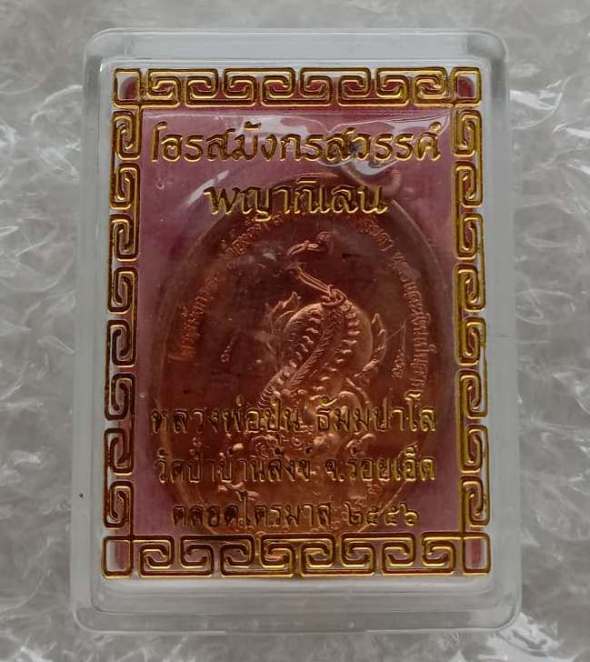 โอรสมังกรสวรรค์
พญากิเลน
หลวงพ่อปั่น ธัมมปาโล
วัดป่าบ้านสังข์ จ.ร้อยเอ็ด
ตลอดไตรมาส ๒๕๕๖